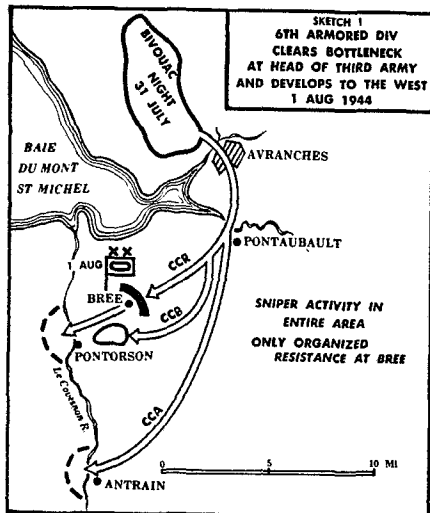 SKETCH 1
6TH ARMORED DIV
CLEARS BOTTLENECK
AT HEAD OF THIRD ARMY
AND DEVELOPS TO THE WEST
1 AUG 1944
BIVOUAC
NIGHT
31 JULY
BAIE
DU MONT
ST MICHEL
AVRANCHES
PONTAUBAULT
XX
1 AUG
CCR
BREE
CCB
SNIPER ACTIVITY IN
ENTIRE AREA
ONLY ORGANIZED
RESISTANCE AT BREE
PONTORSON
Le Couesnon R.
CCA
0 5 10 MI
ANTRAIN